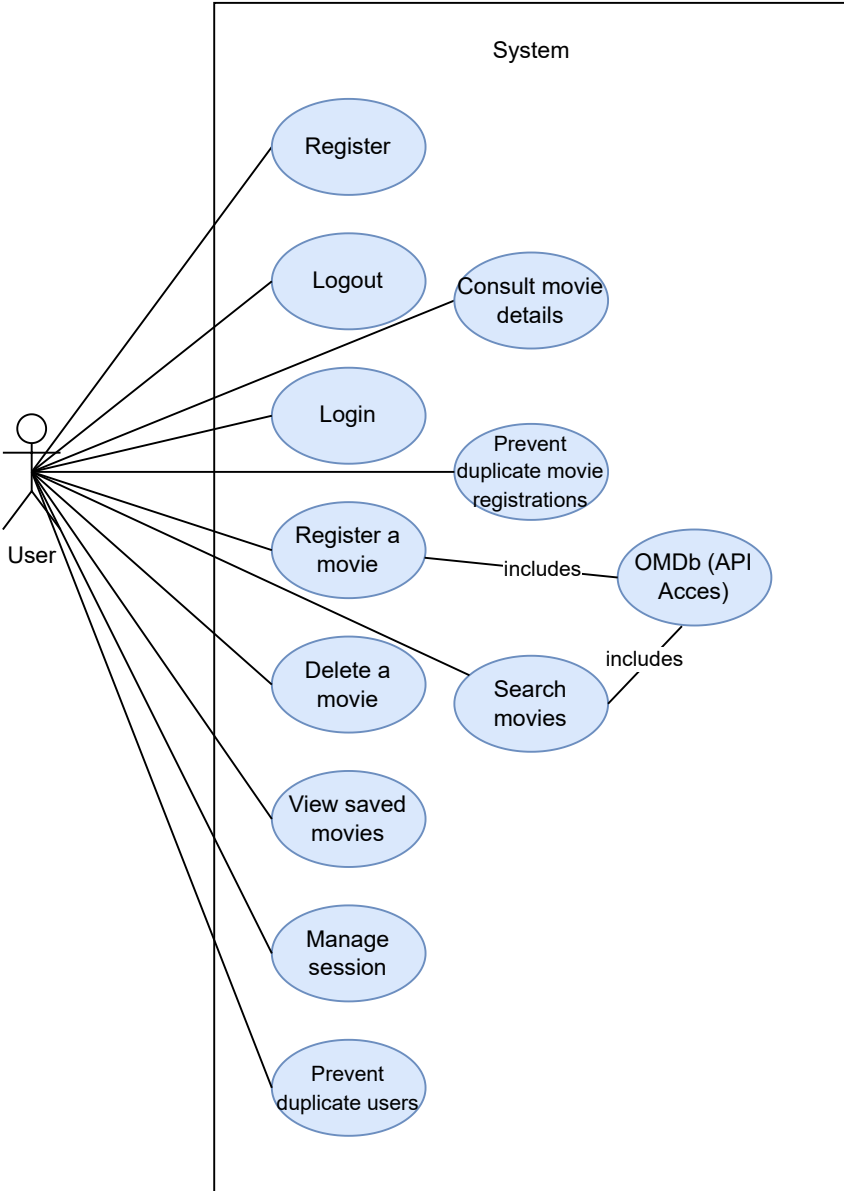 System
Register
Logout
Consult movie
details
Login
Prevent
duplicate movie
registrations
User
Register a
movie
includes
OMDb (API
Acces)
Delete a
movie
includes
Search
movies
View saved
movies
Manage
session
Prevent
duplicate users